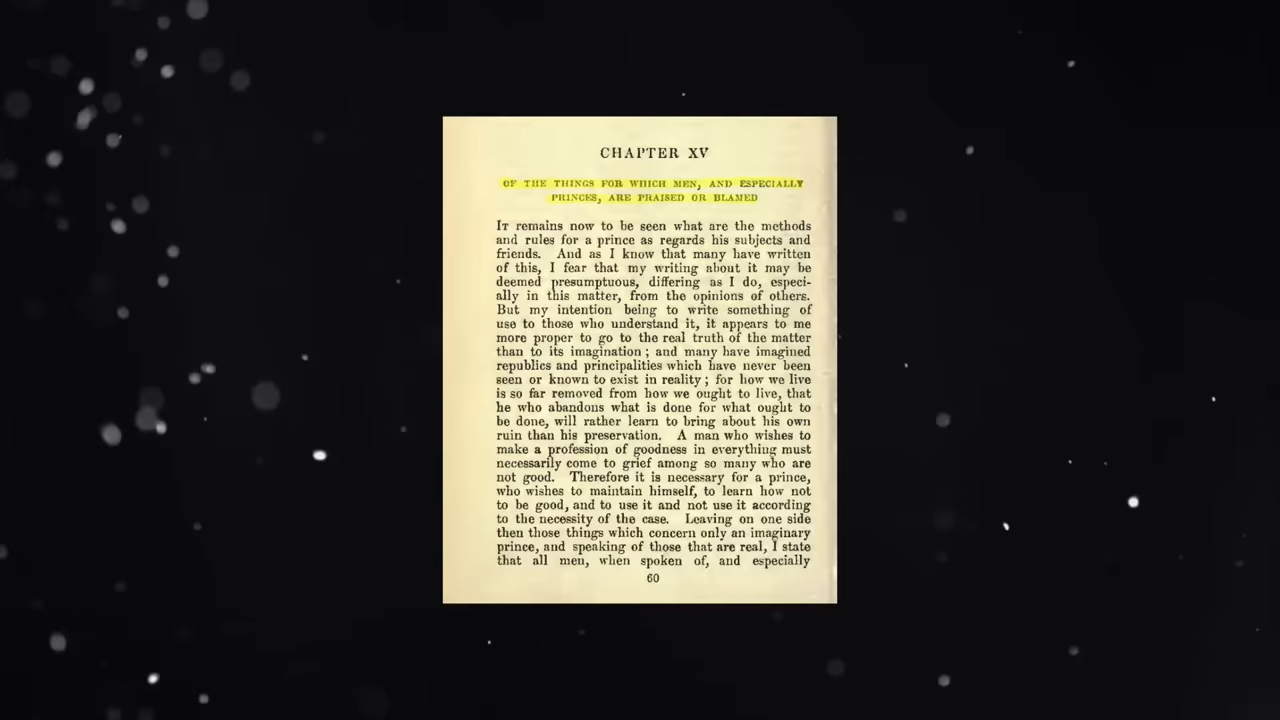 CHAPTER XV
OF THE THINGS FOR WHICH MEN, AND ESPECIALLY
PRINCES, ARE PRAISED OR BLAMED
IT remains now to be seen what are the methods
and rules for a prince as regards his subjects and
friends. And as I know that many have written
of this, I fear that my writing about it may be
deemed presumptuous, differing as I do, especi-
ally in this matter, from the opinions of others.
But my intention being to write something of
use to those who understand it, it appears to me
more proper to go to the real truth of the matter
than to its imagination; and many have imagined
republics and principalities which have never been
seen or known to exist in reality; for how we live
is so far removed from how we ought to live, that
he who abandons what is done for what ought to
be done, will rather learn to bring about his own
ruin than his preservation. A man who wishes to
make a profession of goodness in everything must
necessarily come to grief among so many who are
not good. Therefore it is necessary for a prince,
who wishes to maintain himself, to learn how not
to be good, and to use it and not use it according
to the necessity of the case. Leaving on one side
then those things which concern only an imaginary
prince, and speaking of those that are real, I state
that all men, when spoken of, and especially
60